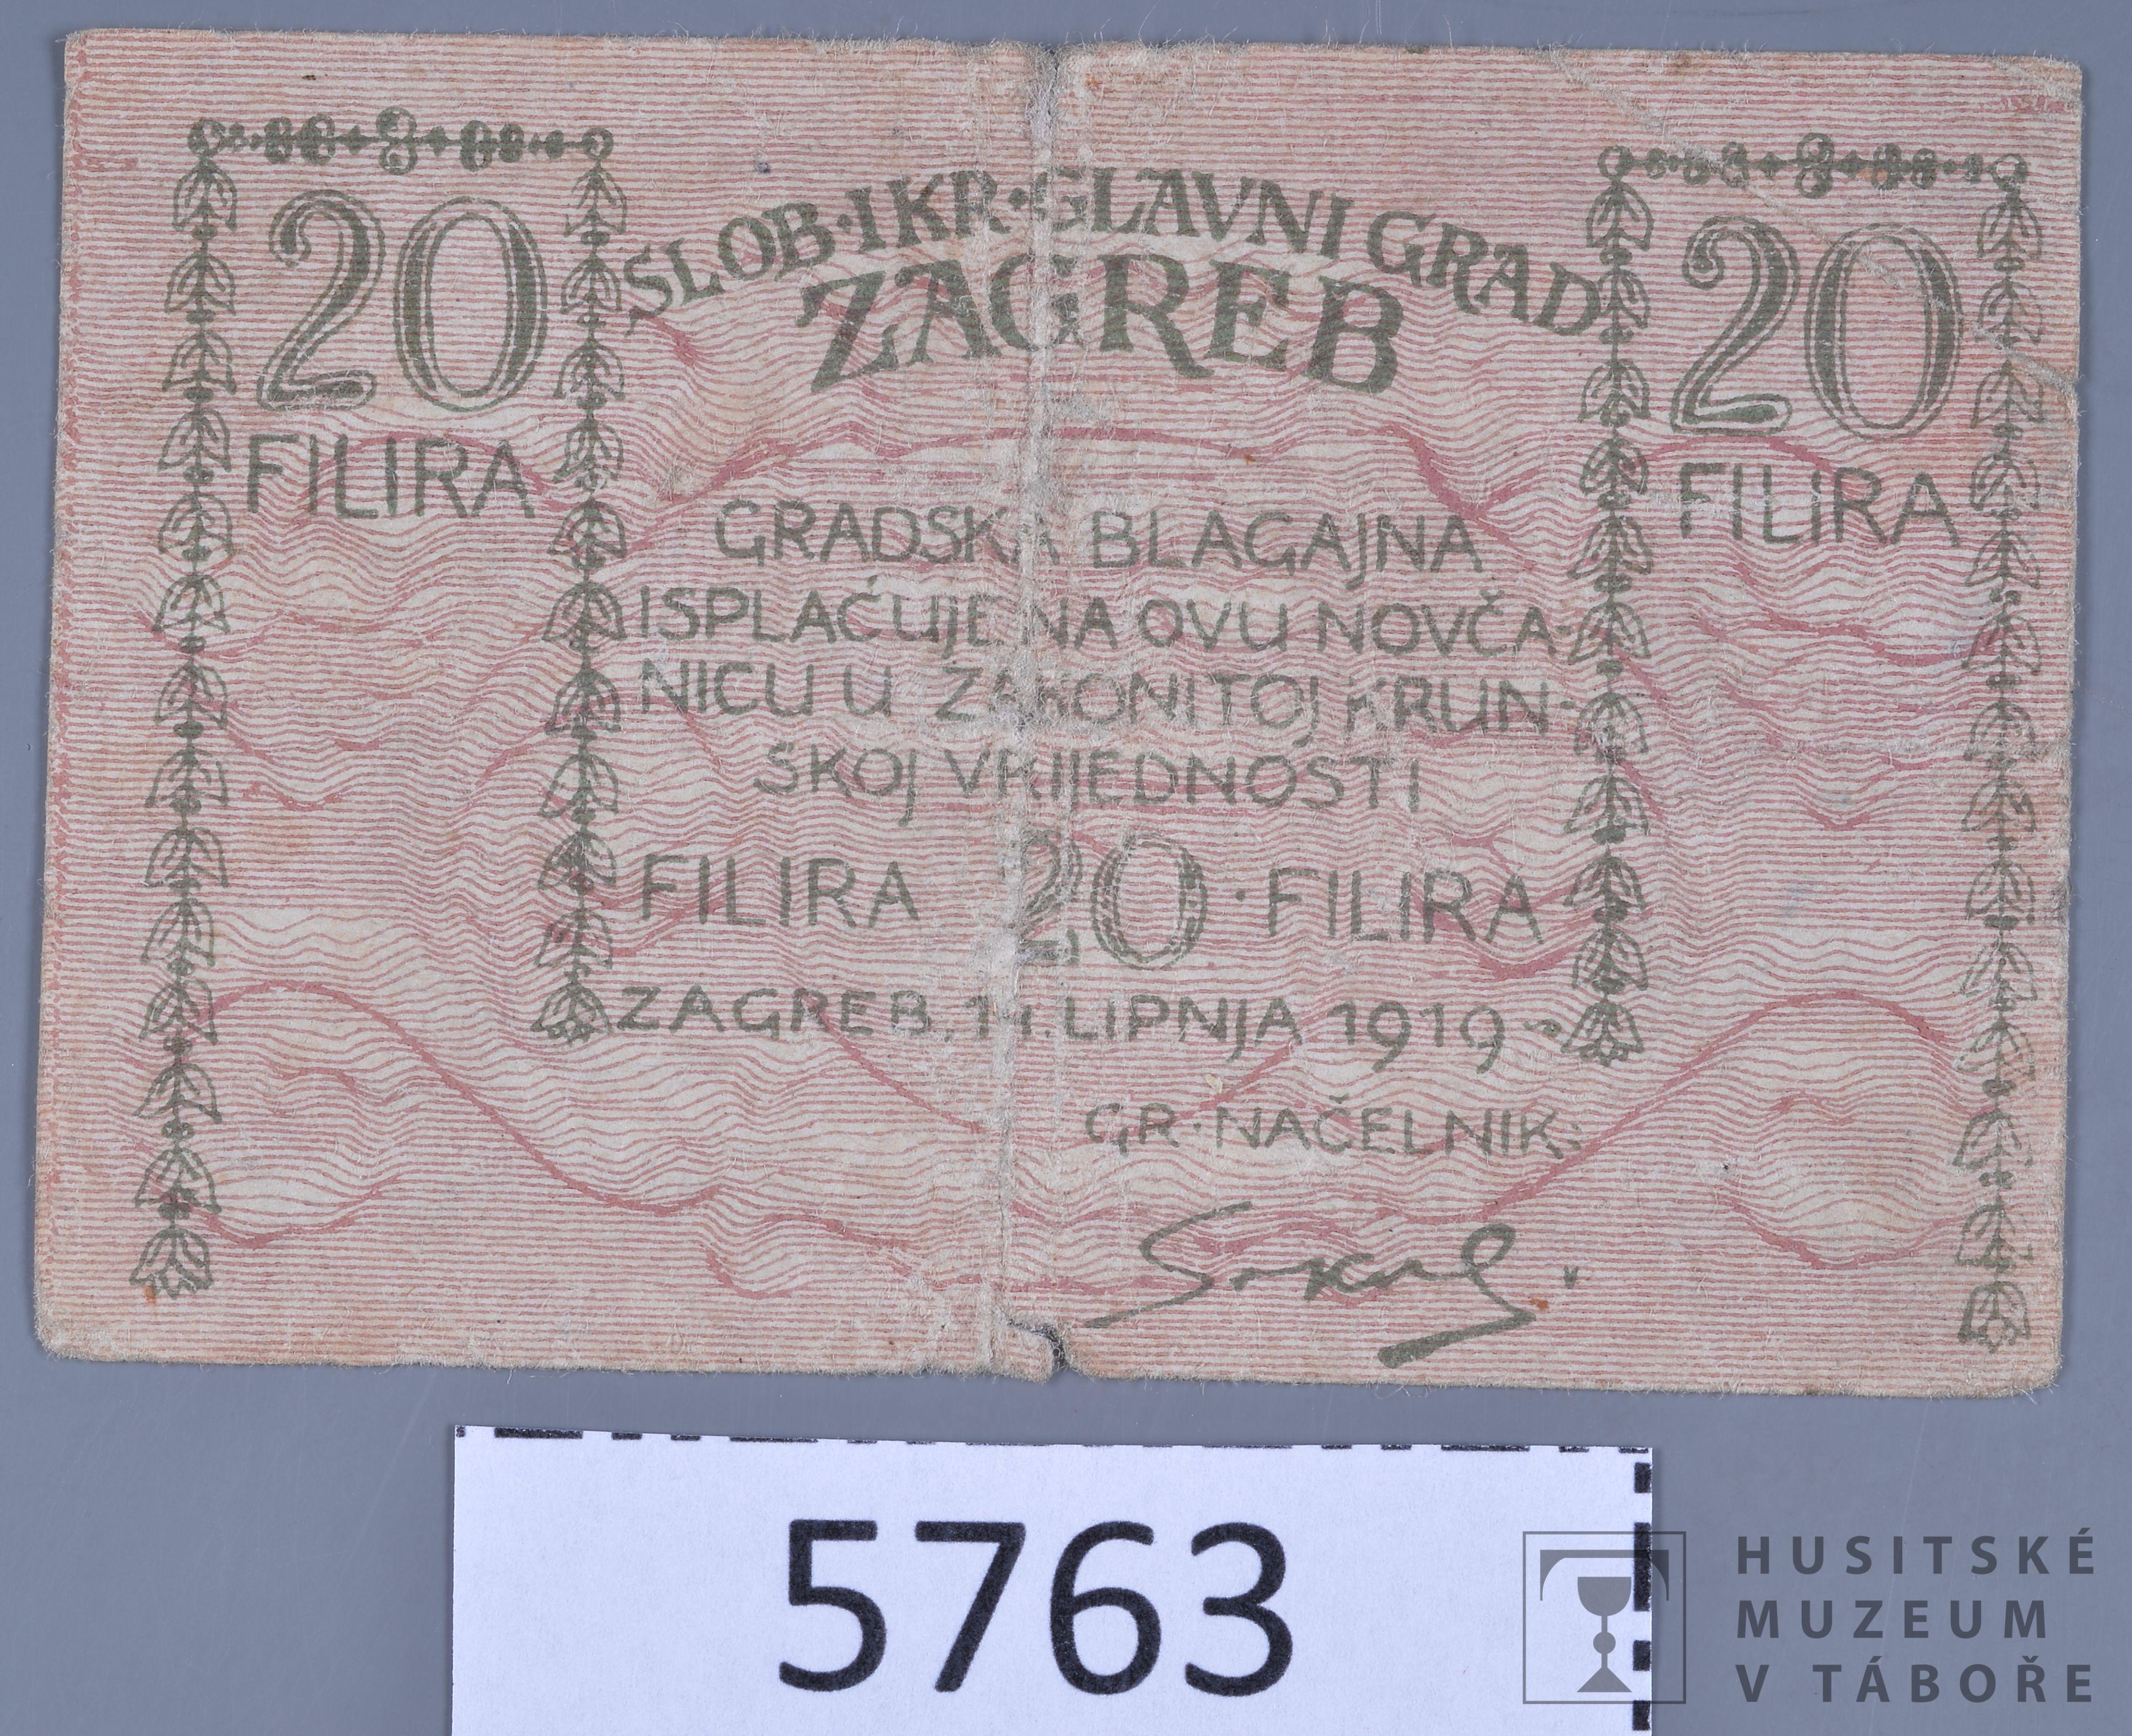 20
FILIRA
SLOB·I KR·GLAVNI GRAD
ZAGREB
20
FILIRA
GRADSKA BLAGAJNA
ISPLAĆUJE NA OVU NOVČA-
NICU U ZAKONITOJ KRUN-
SKOJ VRIJEDNOSTI
FILIRA 20 · FILIRA
ZAGREB, 14. LIPNJA 1919 -
GR·NAČELNIK:
5763
HUSITSKÉ
MUZEUM
V TÁBOŘE